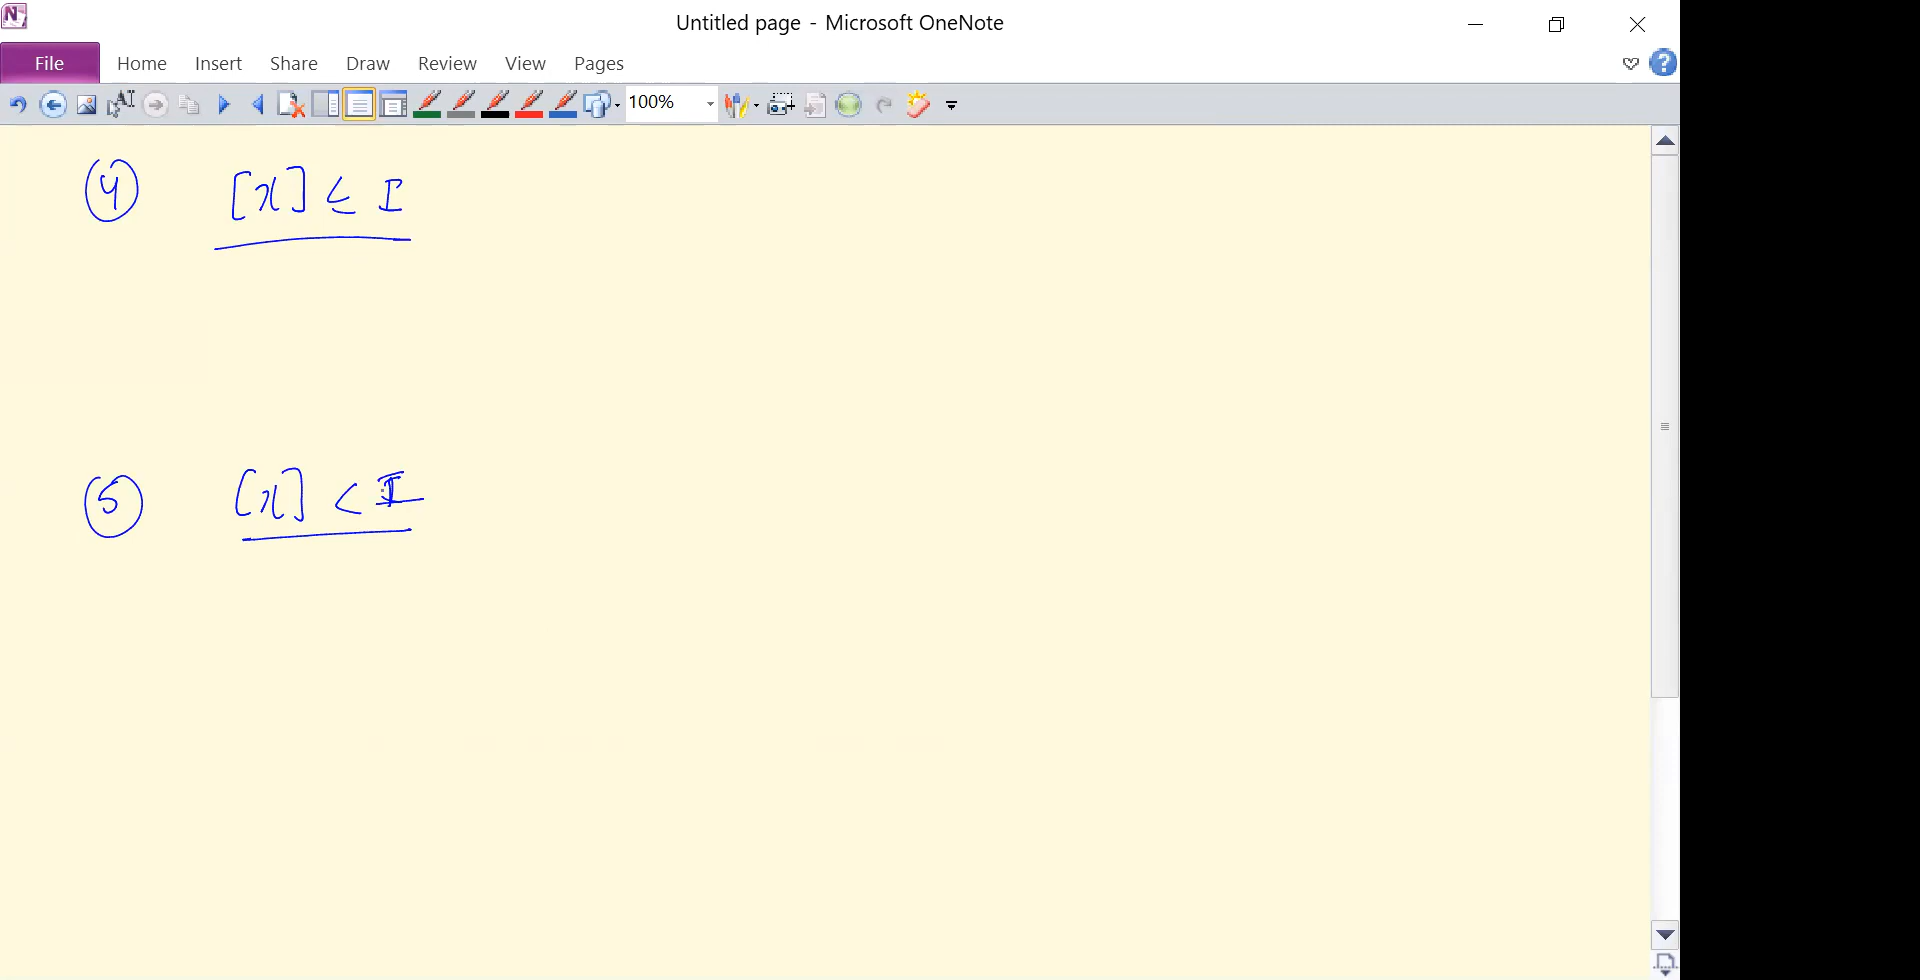 Untitled page - Microsoft OneNote
File Home Insert Share Draw Review View Pages
100%
④ [x] ≤ I
⑤ [x] < I